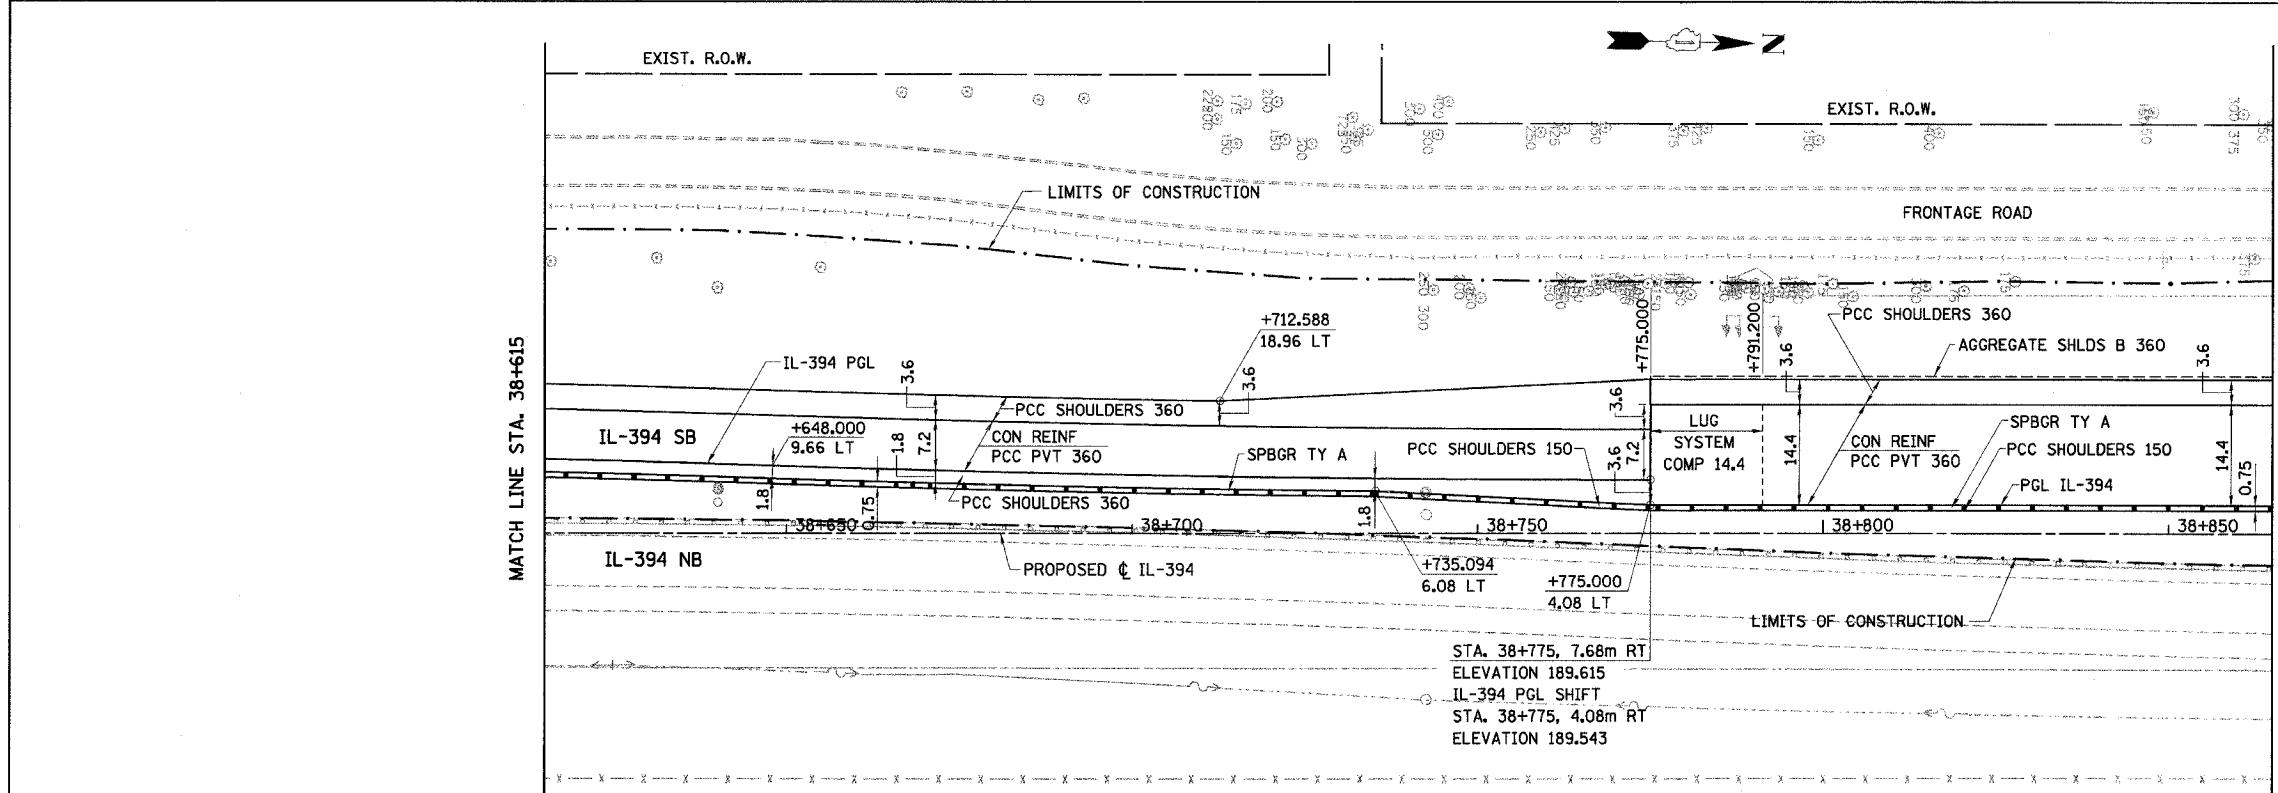 EXIST. R.O.W.
N
EXIST. R.O.W.
LIMITS OF CONSTRUCTION
FRONTAGE ROAD
MATCH LINE STA. 38+615
+712.588
18.96 LT
+775.000
+791.200
PCC SHOULDERS 360
AGGREGATE SHLDS B 360
IL-394 PGL
3.6
3.6
3.6
3.6
3.6
PCC SHOULDERS 360
IL-394 SB
+648.000
9.66 LT
1.8
7.2
CON REINF
PCC PVT 360
SPBGR TY A
PCC SHOULDERS 150
3.6
7.2
LUG
SYSTEM
COMP 14.4
14.4
CON REINF
PCC PVT 360
SPBGR TY A
PCC SHOULDERS 150
PGL IL-394
14.4
0.75
1.8
0.75
PCC SHOULDERS 360
1.8
38+650
38+700
38+750
38+800
38+850
IL-394 NB
PROPOSED ℄ IL-394
+735.094
6.08 LT
+775.000
4.08 LT
LIMITS OF CONSTRUCTION
STA. 38+775, 7.68m RT
ELEVATION 189.615
IL-394 PGL SHIFT
STA. 38+775, 4.08m RT
ELEVATION 189.543